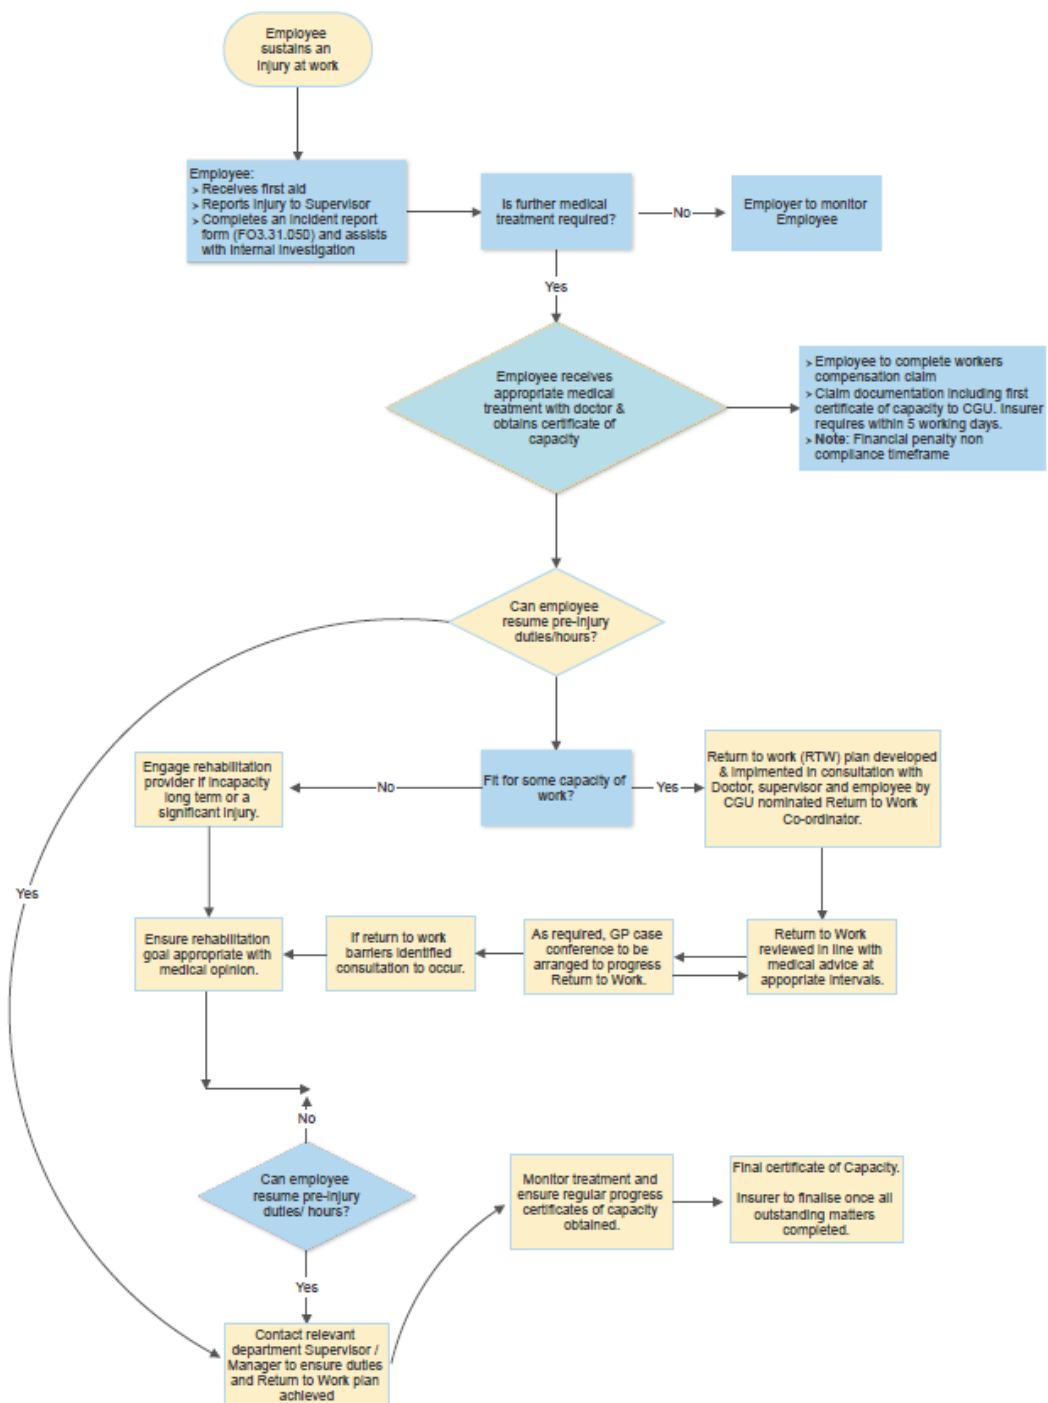 Employee
sustains an
injury at work
Employee:
➢ Receives first aid
➢ Reports Injury to Supervisor
➢ Completes an incident report
form (FO3.31.050) and assists
with Internal Investigation
Is further medical
treatment required?
No
Employer to monitor
Employee
Yes
Employee receives
appropriate medical
treatment with doctor &
obtains certificate of
capacity
➢ Employee to complete workers
compensation claim
➢ Claim documentation including first
certificate of capacity to CGU. Insurer
requires within 5 working days.
➢ Note: Financial penalty non
compliance timeframe
Can employee
resume pre-injury
duties/hours?
Engage rehabilitation
provider if incapacity
long term or a
significant injury.
No
Fit for some capacity of
work?
Yes
Return to work (RTW) plan developed
& implmented in consultation with
Doctor, supervisor and employee by
CGU nominated Return to Work
Co-ordinator.
Yes
Ensure rehabilitation
goal appropriate with
medical opinion.
If return to work
barriers identified
consultation to occur.
As required, GP case
conference to be
arranged to progress
Return to Work.
Return to Work
reviewed in line with
medical advice at
appopriate intervals.
No
Can employee
resume pre-injury
duties/ hours?
Monitor treatment and
ensure regular progress
certificates of capacity
obtained.
Final certificate of Capacity.
Insurer to finalise once all
outstanding matters
completed.
Yes
Contact relevant
department Supervisor /
Manager to ensure duties
and Return to Work plan
achieved